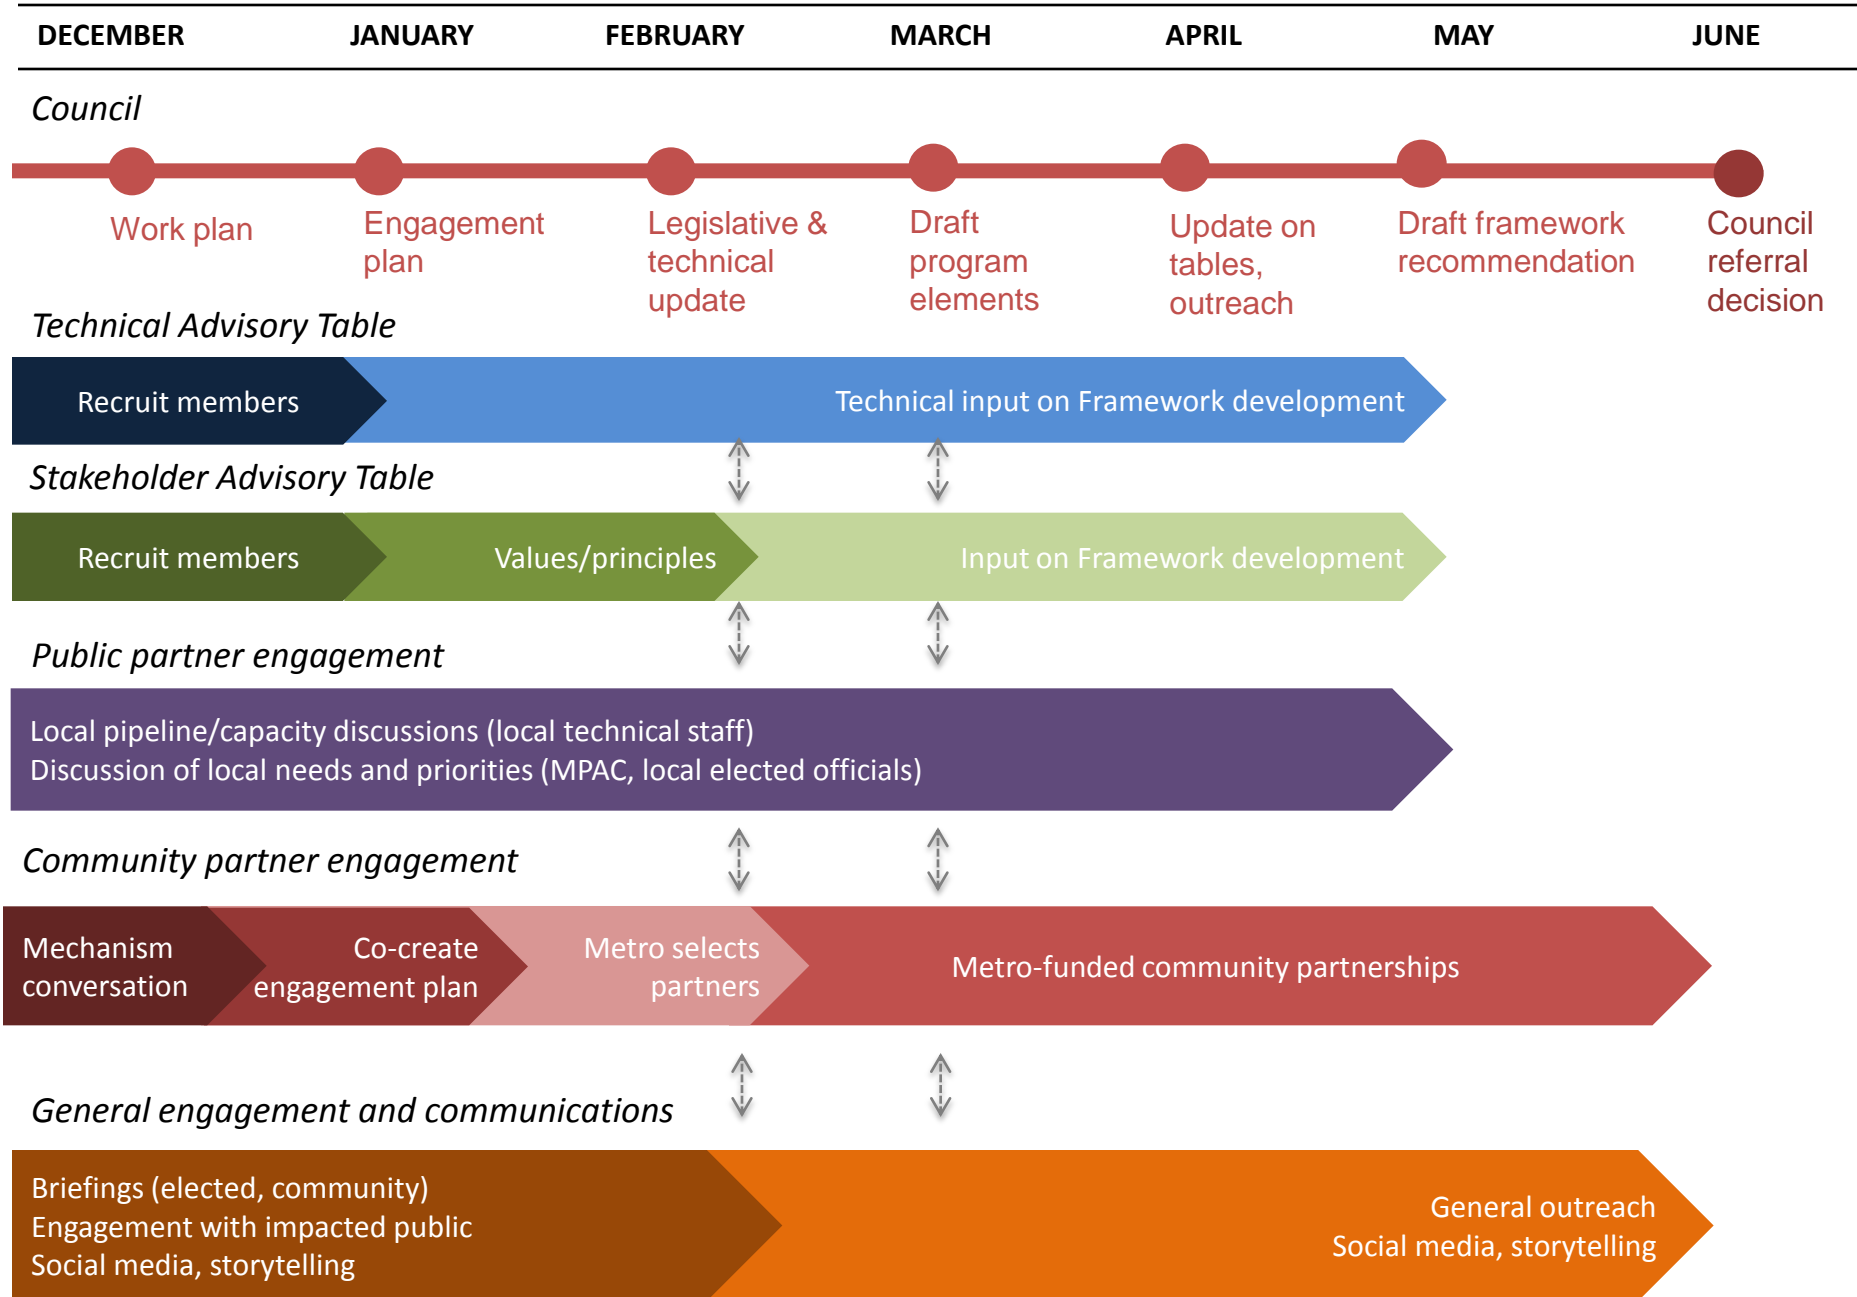 DECEMBER JANUARY FEBRUARY MARCH APRIL MAY JUNE
Council
Work plan
Engagement
plan
Legislative &
technical
update
Draft
program
elements
Update on
tables,
outreach
Draft framework
recommendation
Council
referral
decision
Technical Advisory Table
Recruit members
Technical input on Framework development
Stakeholder Advisory Table
Recruit members
Values/principles
Input on Framework development
Public partner engagement
Local pipeline/capacity discussions (local technical staff)
Discussion of local needs and priorities (MPAC, local elected officials)
Community partner engagement
Mechanism
conversation
Co-create
engagement plan
Metro selects
partners
Metro-funded community partnerships
General engagement and communications
Briefings (elected, community)
Engagement with impacted public
Social media, storytelling
General outreach
Social media, storytelling